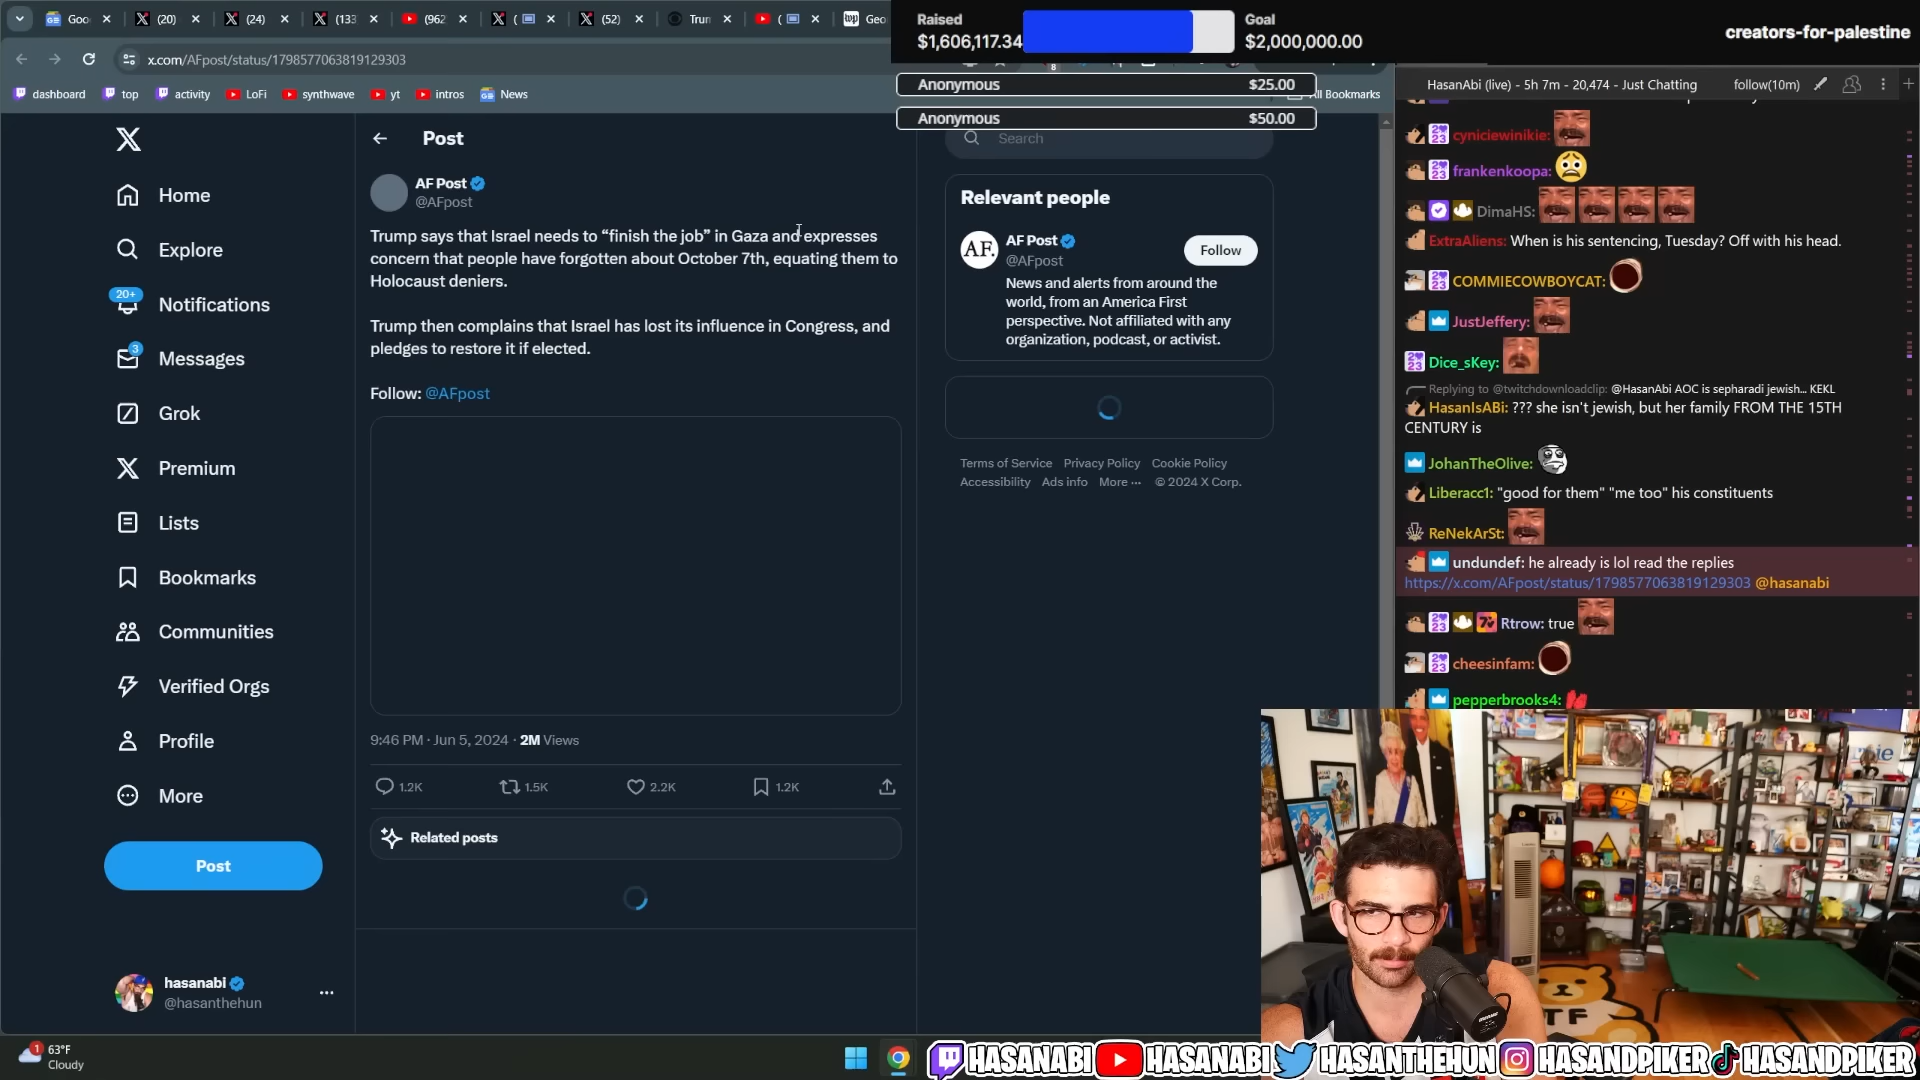 Goo
(20)
(24)
(133
(962
(
(52)
Trun
(
Geo
x.com/AFpost/status/1798577063819129303
dashboard
top
activity
LoFi
synthwave
yt
intros
News
All Bookmarks
Raised
$1,606,117.34
Goal
$2,000,000.00
creators-for-palestine
Anonymous $25.00
Anonymous $50.00
Home
Explore
20+
Notifications
3
Messages
Grok
Premium
Lists
Bookmarks
Communities
Verified Orgs
Profile
More
Post
hasanabi
@hasanthehun
Post
AF Post
@AFpost
Trump says that Israel needs to “finish the job” in Gaza and expresses
concern that people have forgotten about October 7th, equating them to
Holocaust deniers.
Trump then complains that Israel has lost its influence in Congress, and
pledges to restore it if elected.
Follow: @AFpost
9:46 PM · Jun 5, 2024 · 2M Views
1.2K
1.5K
2.2K
1.2K
Related posts
Search
Relevant people
AF.
AF Post
@AFpost
Follow
News and alerts from around the
world, from an America First
perspective. Not affiliated with any
organization, podcast, or activist.
Terms of Service Privacy Policy Cookie Policy
Accessibility Ads info More ··· © 2024 X Corp.
HasanAbi (live) - 5h 7m - 20,474 - Just Chatting
follow(10m)
cyniciewinikie:
frankenkoopa:
DimaHS:
ExtraAliens: When is his sentencing, Tuesday? Off with his head.
COMMIECOWBOYCAT:
JustJeffery:
Dice_sKey:
Replying to @twitchdownloadclip: @HasanAbi AOC is sepharadi jewish... KEKL
HasanIsABi: ??? she isn't jewish, but her family FROM THE 15TH
CENTURY is
JohanTheOlive:
Liberacc1: "good for them" "me too" his constituents
ReNekArSt:
undundef: he already is lol read the replies
https://x.com/AFpost/status/1798577063819129303 @hasanabi
Rtrow: true
cheesinfam:
pepperbrooks4:
1
63°F
Cloudy
HASANABI
HASANABI
HASANTHEHUN
HASANDPIKER
HASANDPIKER